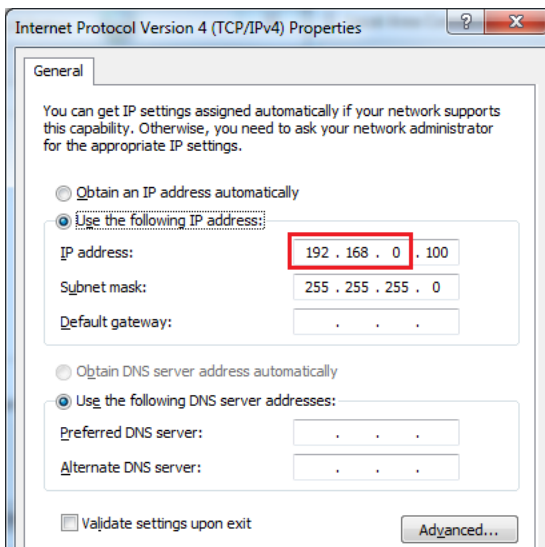 Internet Protocol Version 4 (TCP/IPv4) Properties
?
X
General
You can get IP settings assigned automatically if your network supports
this capability. Otherwise, you need to ask your network administrator
for the appropriate IP settings.
Obtain an IP address automatically
Use the following IP address:
IP address: 192 . 168 . 0 . 100
Subnet mask: 255 . 255 . 255 . 0
Default gateway: . . .
Obtain DNS server address automatically
Use the following DNS server addresses:
Preferred DNS server: . . .
Alternate DNS server: . . .
Validate settings upon exit
Advanced...